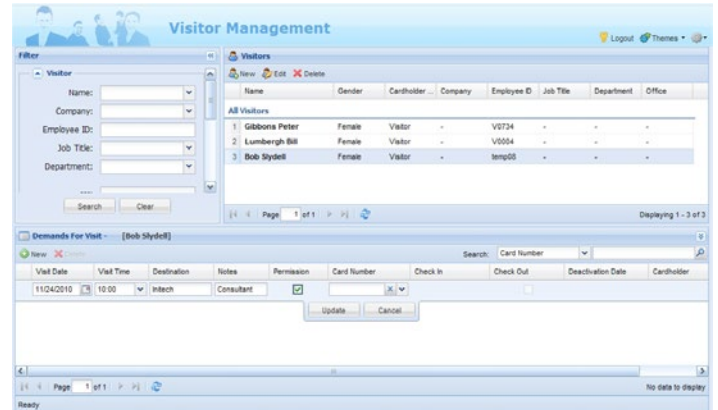 Visitor Management
Logout Themes
Filter
Visitor
Name:
Company:
Employee ID:
Job Title:
Department:
Search Clear
Visitors
New Edit Delete
Name Gender Cardholder ... Company Employee ID Job Title Department Office
All Visitors
1 Gibbons Peter Female Visitor - V0734 - - -
2 Lumbergh Bill Female Visitor - V0004 - - -
3 Bob Slydell Female Visitor - temp08 - - -
Page 1 of 1 Displaying 1 - 3 of 3
Demands For Visit - [Bob Slydell]
New Delete Search: Card Number
Visit Date Visit Time Destination Notes Permission Card Number Check In Check Out Deactivation Date Cardholder
11/24/2010 10:00 Initech Consultant
Update Cancel
Page 1 of 1 No data to display
Ready